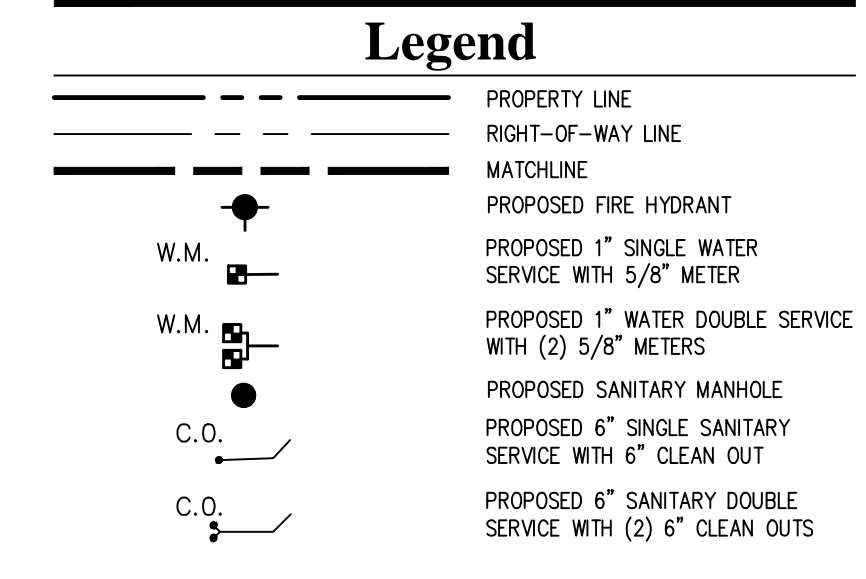 Legend
PROPERTY LINE
RIGHT-OF-WAY LINE
MATCHLINE
PROPOSED FIRE HYDRANT
W.M.
PROPOSED 1" SINGLE WATER
SERVICE WITH 5/8" METER
W.M.
PROPOSED 1" WATER DOUBLE SERVICE
WITH (2) 5/8" METERS
PROPOSED SANITARY MANHOLE
C.O.
PROPOSED 6" SINGLE SANITARY
SERVICE WITH 6" CLEAN OUT
C.O.
PROPOSED 6" SANITARY DOUBLE
SERVICE WITH (2) 6" CLEAN OUTS